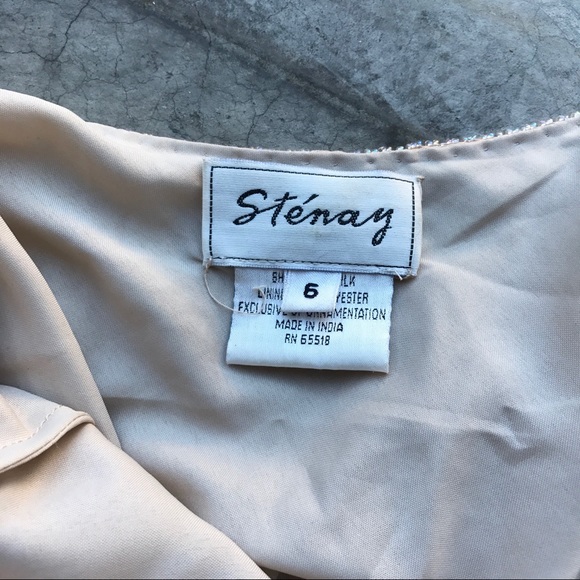 Sténay
6
EXCLUSIVE OF ORNAMENTATION
MADE IN INDIA
RN 65518